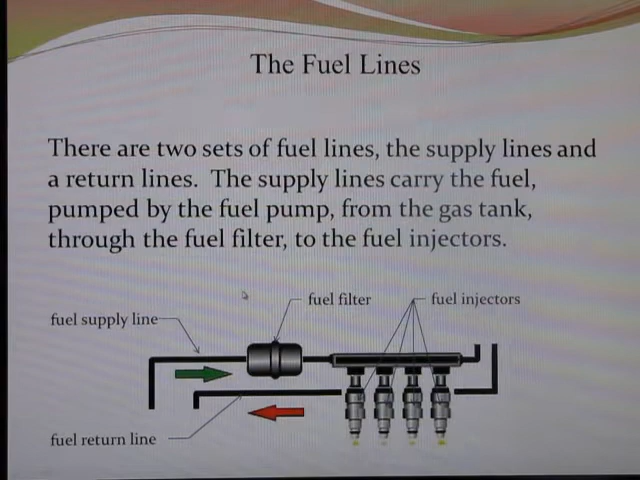 The Fuel Lines
There are two sets of fuel lines, the supply lines and
a return lines. The supply lines carry the fuel,
pumped by the fuel pump, from the gas tank,
through the fuel filter, to the fuel injectors.
fuel filter
fuel injectors
fuel supply line
fuel return line